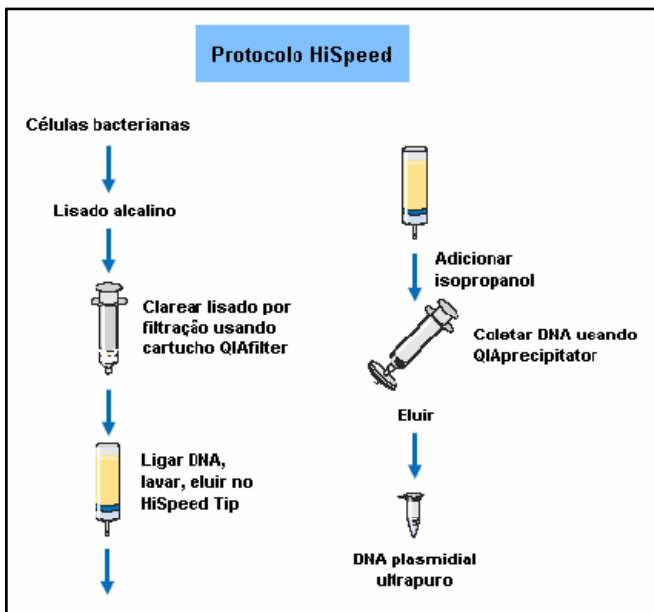 Protocolo HiSpeed
Células bacterianas
Lisado alcalino
Clarear lisado por
filtração usando
cartucho QIAfilter
Ligar DNA,
lavar, eluir no
HiSpeed Tip
Adicionar
isopropanol
Coletar DNA usando
QIAprecipitator
Eluir
DNA plasmidial
ultrapuro